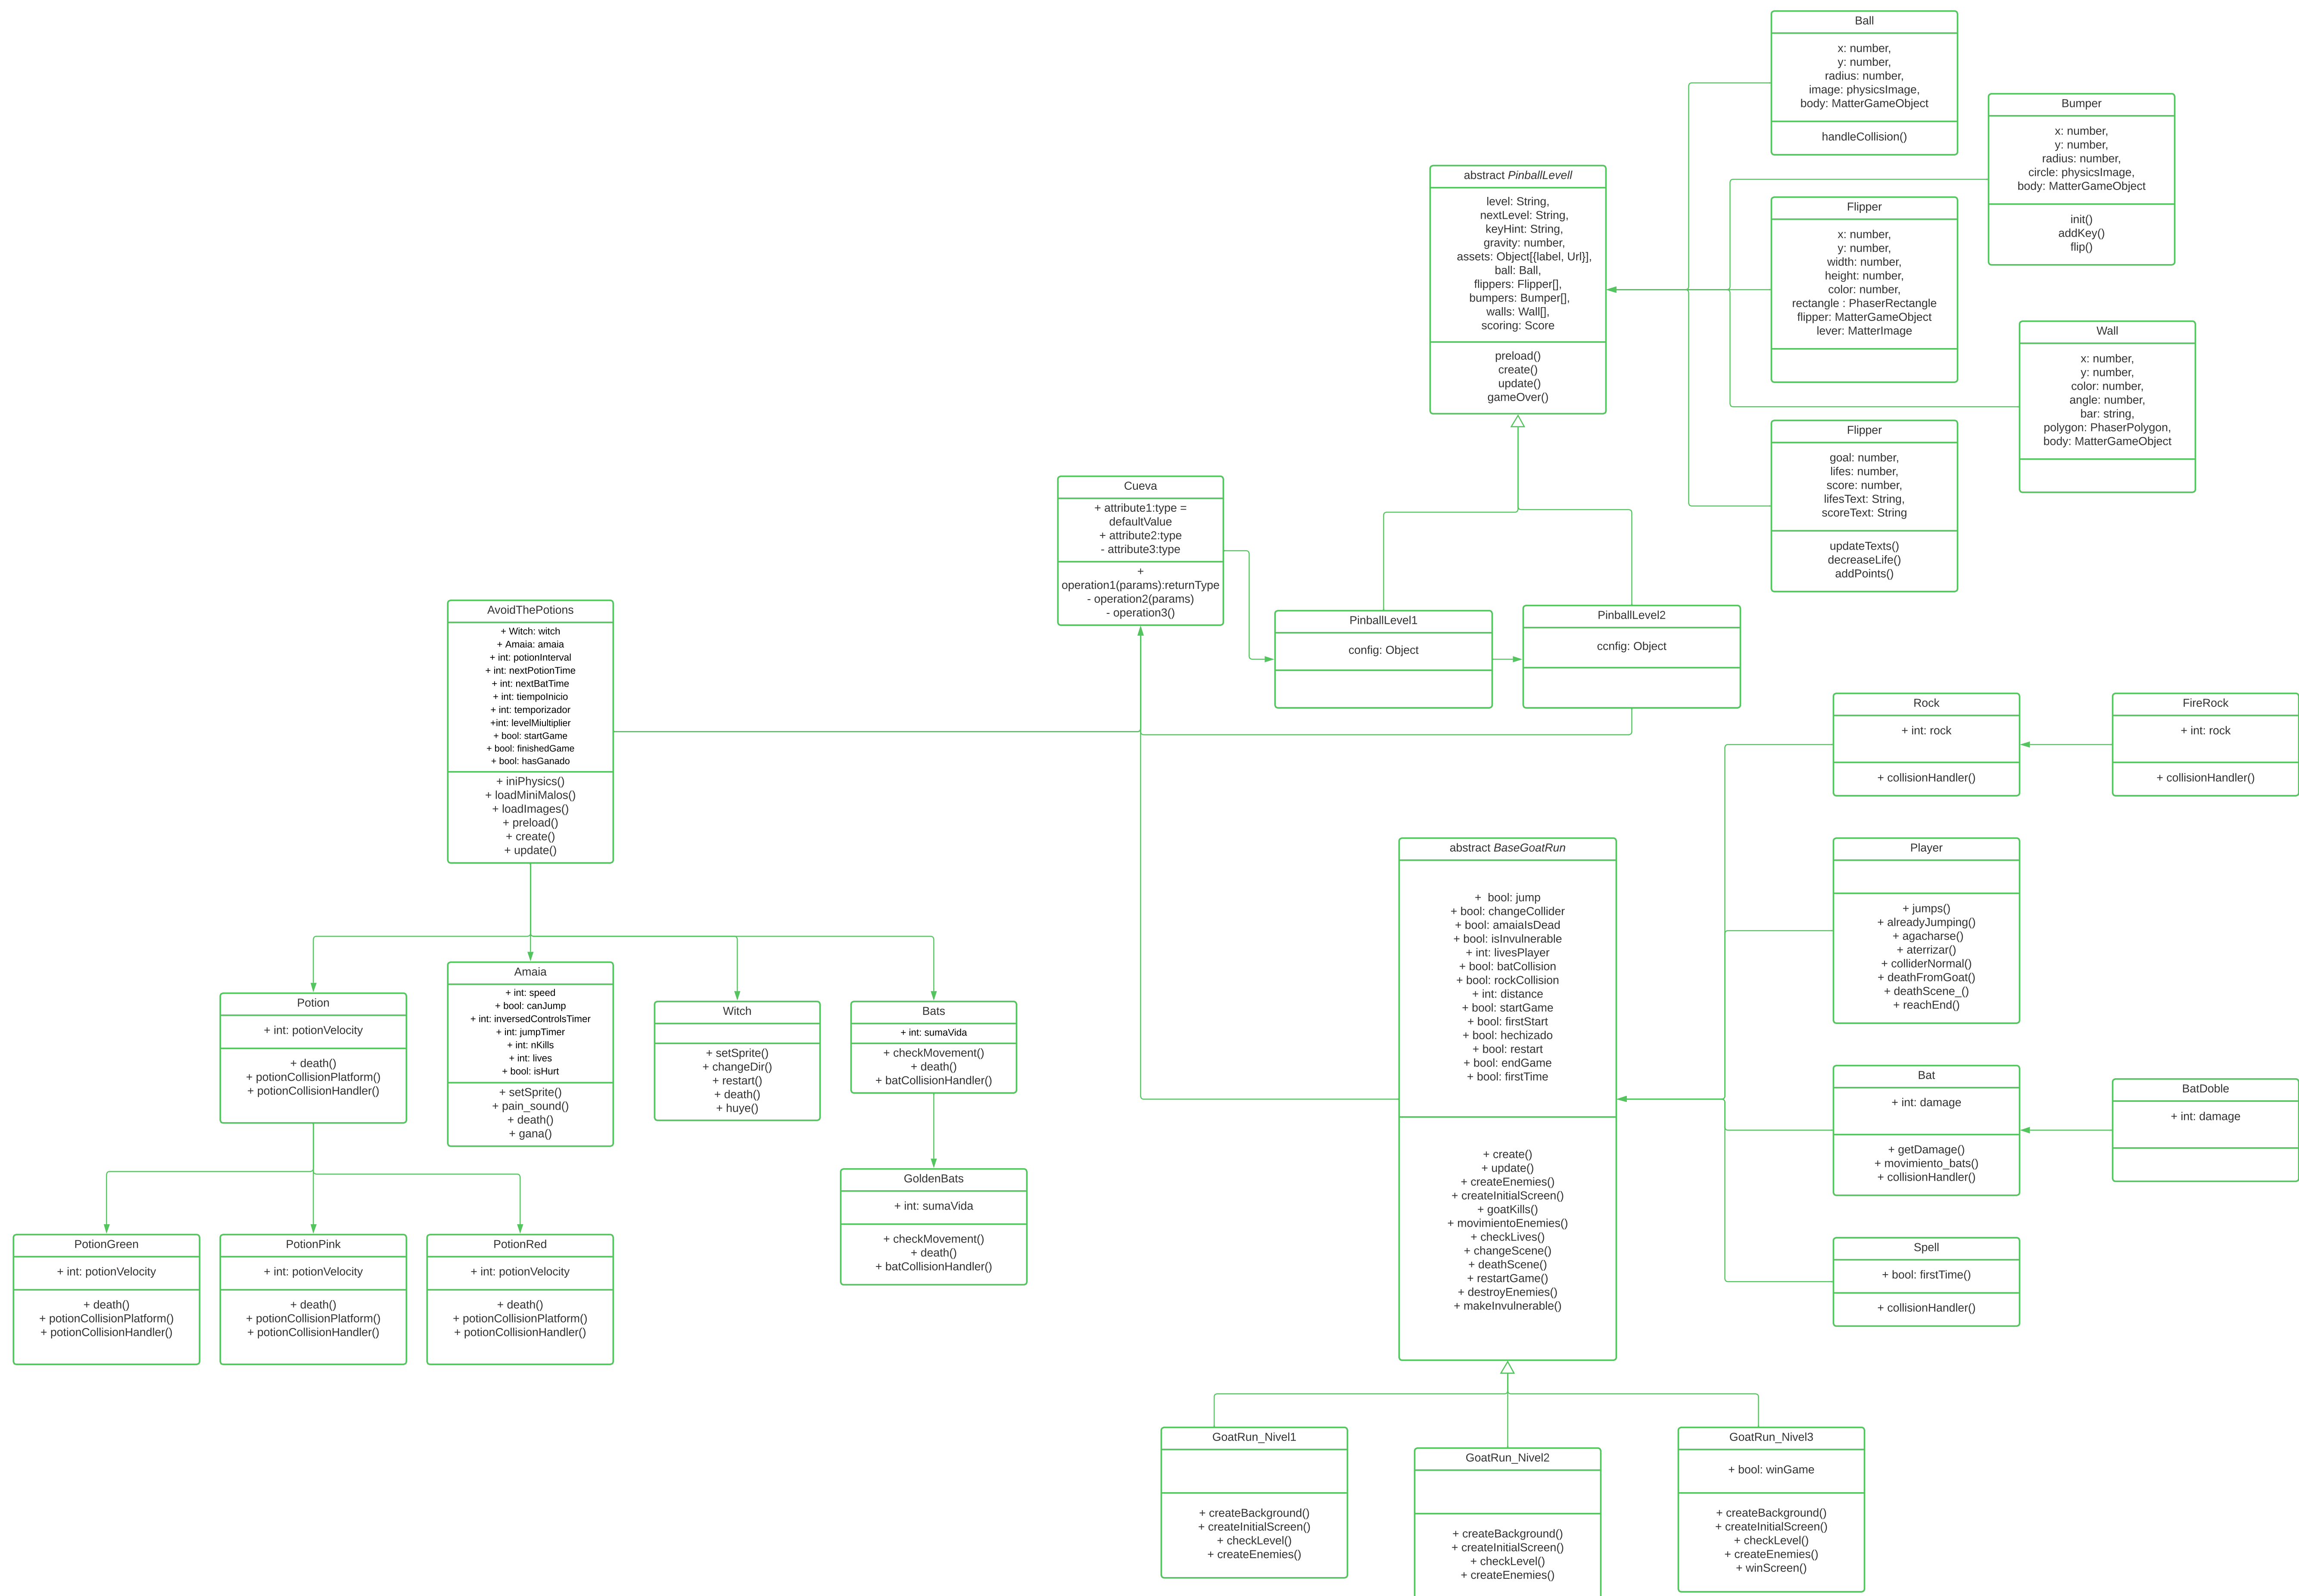 Ball
x: number,
y: number,
radius: number,
image: physicsImage,
body: MatterGameObject
handleCollision()
Bumper
x: number,
y: number,
radius: number,
circle: physicsImage,
body: MatterGameObject
init()
addKey()
flip()
abstract PinballLevell
level: String,
nextLevel: String,
keyHint: String,
gravity: number,
assets: Object[{label, Url}],
ball: Ball,
flippers: Flipper[],
bumpers: Bumper[],
walls: Wall[],
scoring: Score
preload()
create()
update()
gameOver()
Flipper
x: number,
y: number,
width: number,
height: number,
color: number,
rectangle : PhaserRectangle
flipper: MatterGameObject
lever: MatterImage
Wall
x: number,
y: number,
color: number,
angle: number,
bar: string,
polygon: PhaserPolygon,
body: MatterGameObject
Flipper
goal: number,
lifes: number,
score: number,
lifesText: String,
scoreText: String
updateTexts()
decreaseLife()
addPoints()
Cueva
+ attribute1:type =
defaultValue
+ attribute2:type
- attribute3:type
+
operation1(params):returnType
- operation2(params)
- operation3()
PinballLevel1
config: Object
PinballLevel2
ccnfig: Object
AvoidThePotions
+ Witch: witch
+ Amaia: amaia
+ int: potionInterval
+ int: nextPotionTime
+ int: nextBatTime
+ int: tiempoInicio
+ int: temporizador
+int: levelMiultiplier
+ bool: startGame
+ bool: finishedGame
+ bool: hasGanado
+ iniPhysics()
+ loadMiniMalos()
+ loadImages()
+ preload()
+ create()
+ update()
Rock
+ int: rock
+ collisionHandler()
FireRock
+ int: rock
+ collisionHandler()
abstract BaseGoatRun
+  bool: jump
+ bool: changeCollider
+ bool: amaiaIsDead
+ bool: isInvulnerable
+ int: livesPlayer
+ bool: batCollision
+ bool: rockCollision
+ int: distance
+ bool: startGame
+ bool: firstStart
+ bool: hechizado
+ bool: restart
+ bool: endGame
+ bool: firstTime
+ create()
+ update()
+ createEnemies()
+ createInitialScreen()
+ goatKills()
+ movimientoEnemies()
+ checkLives()
+ changeScene()
+ deathScene()
+ restartGame()
+ destroyEnemies()
+ makeInvulnerable()
Player
+ jumps()
+ alreadyJumping()
+ agacharse()
+ aterrizar()
+ colliderNormal()
+ deathFromGoat()
+ deathScene_()
+ reachEnd()
Bat
+ int: damage
+ getDamage()
+ movimiento_bats()
+ collisionHandler()
BatDoble
+ int: damage
Spell
+ bool: firstTime()
+ collisionHandler()
Potion
+ int: potionVelocity
+ death()
+ potionCollisionPlatform()
+ potionCollisionHandler()
Amaia
+ int: speed
+ bool: canJump
+ int: inversedControlsTimer
+ int: jumpTimer
+ int: nKills
+ int: lives
+ bool: isHurt
+ setSprite()
+ pain_sound()
+ death()
+ gana()
Witch
+ setSprite()
+ changeDir()
+ restart()
+ death()
+ huye()
Bats
+ int: sumaVida
+ checkMovement()
+ death()
+ batCollisionHandler()
GoldenBats
+ int: sumaVida
+ checkMovement()
+ death()
+ batCollisionHandler()
PotionGreen
+ int: potionVelocity
+ death()
+ potionCollisionPlatform()
+ potionCollisionHandler()
PotionPink
+ int: potionVelocity
+ death()
+ potionCollisionPlatform()
+ potionCollisionHandler()
PotionRed
+ int: potionVelocity
+ death()
+ potionCollisionPlatform()
+ potionCollisionHandler()
GoatRun_Nivel1
+ createBackground()
+ createInitialScreen()
+ checkLevel()
+ createEnemies()
GoatRun_Nivel2
+ createBackground()
+ createInitialScreen()
+ checkLevel()
+ createEnemies()
GoatRun_Nivel3
+ bool: winGame
+ createBackground()
+ createInitialScreen()
+ checkLevel()
+ createEnemies()
+ winScreen()